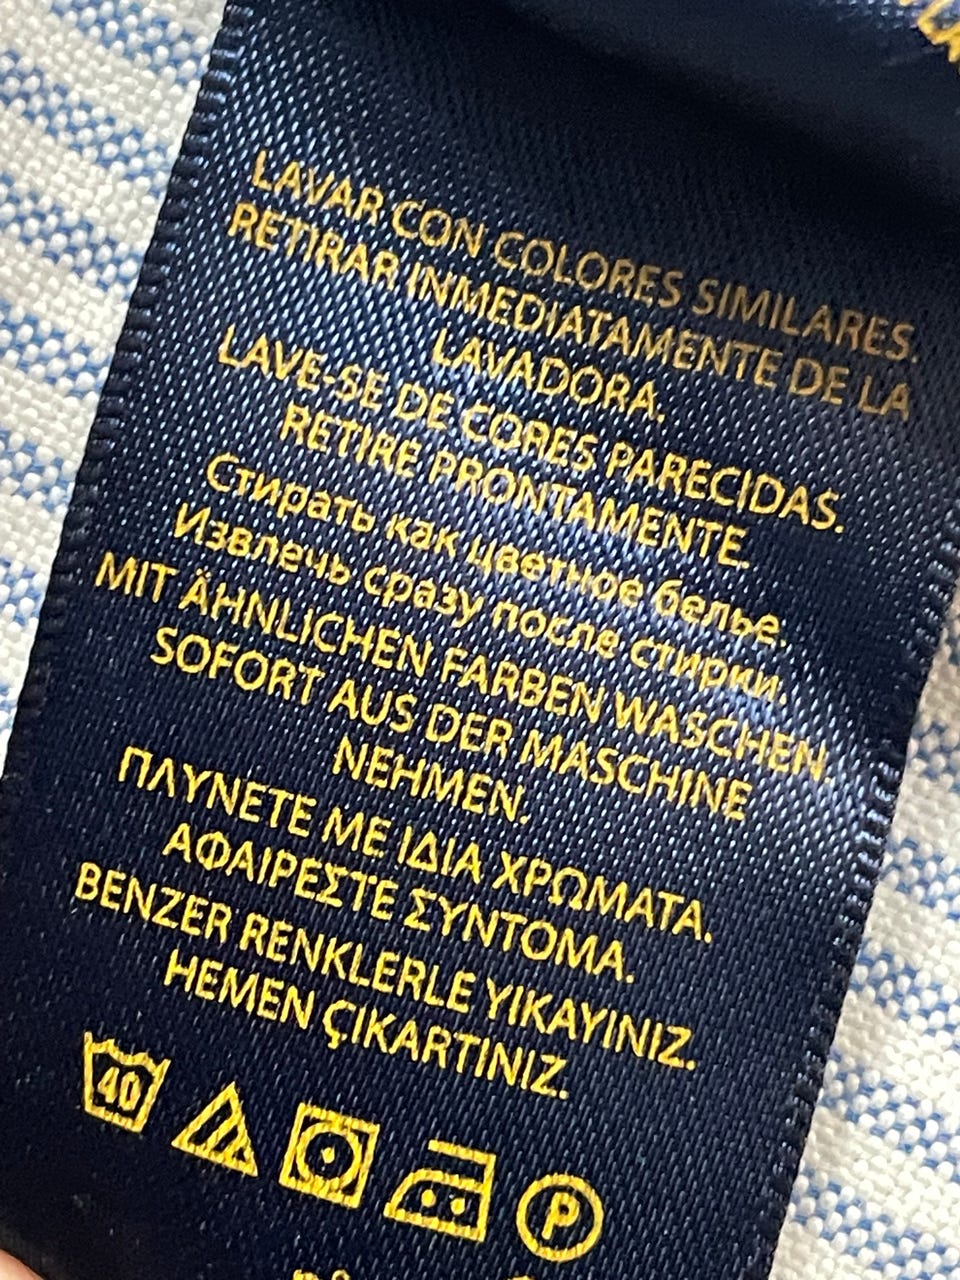 LAVAR CON COLORES SIMILARES.
RETIRAR INMEDIATAMENTE DE LA
LAVADORA.
LAVE-SE DE CORES PARECIDAS.
RETIRE PRONTAMENTE.
Стирать как цветное белье.
Извлечь сразу после стирки.
MIT ÄHNLICHEN FARBEN WASCHEN.
SOFORT AUS DER MASCHINE
NEHMEN.
ΠΛΥΝΕΤΕ ΜΕ ΙΔΙΑ ΧΡΩΜΑΤΑ.
ΑΦΑΙΡΕΣΤΕ ΣΥΝΤΟΜΑ.
BENZER RENKLERLE YIKAYINIZ.
HEMEN ÇIKARTINIZ.
40 P